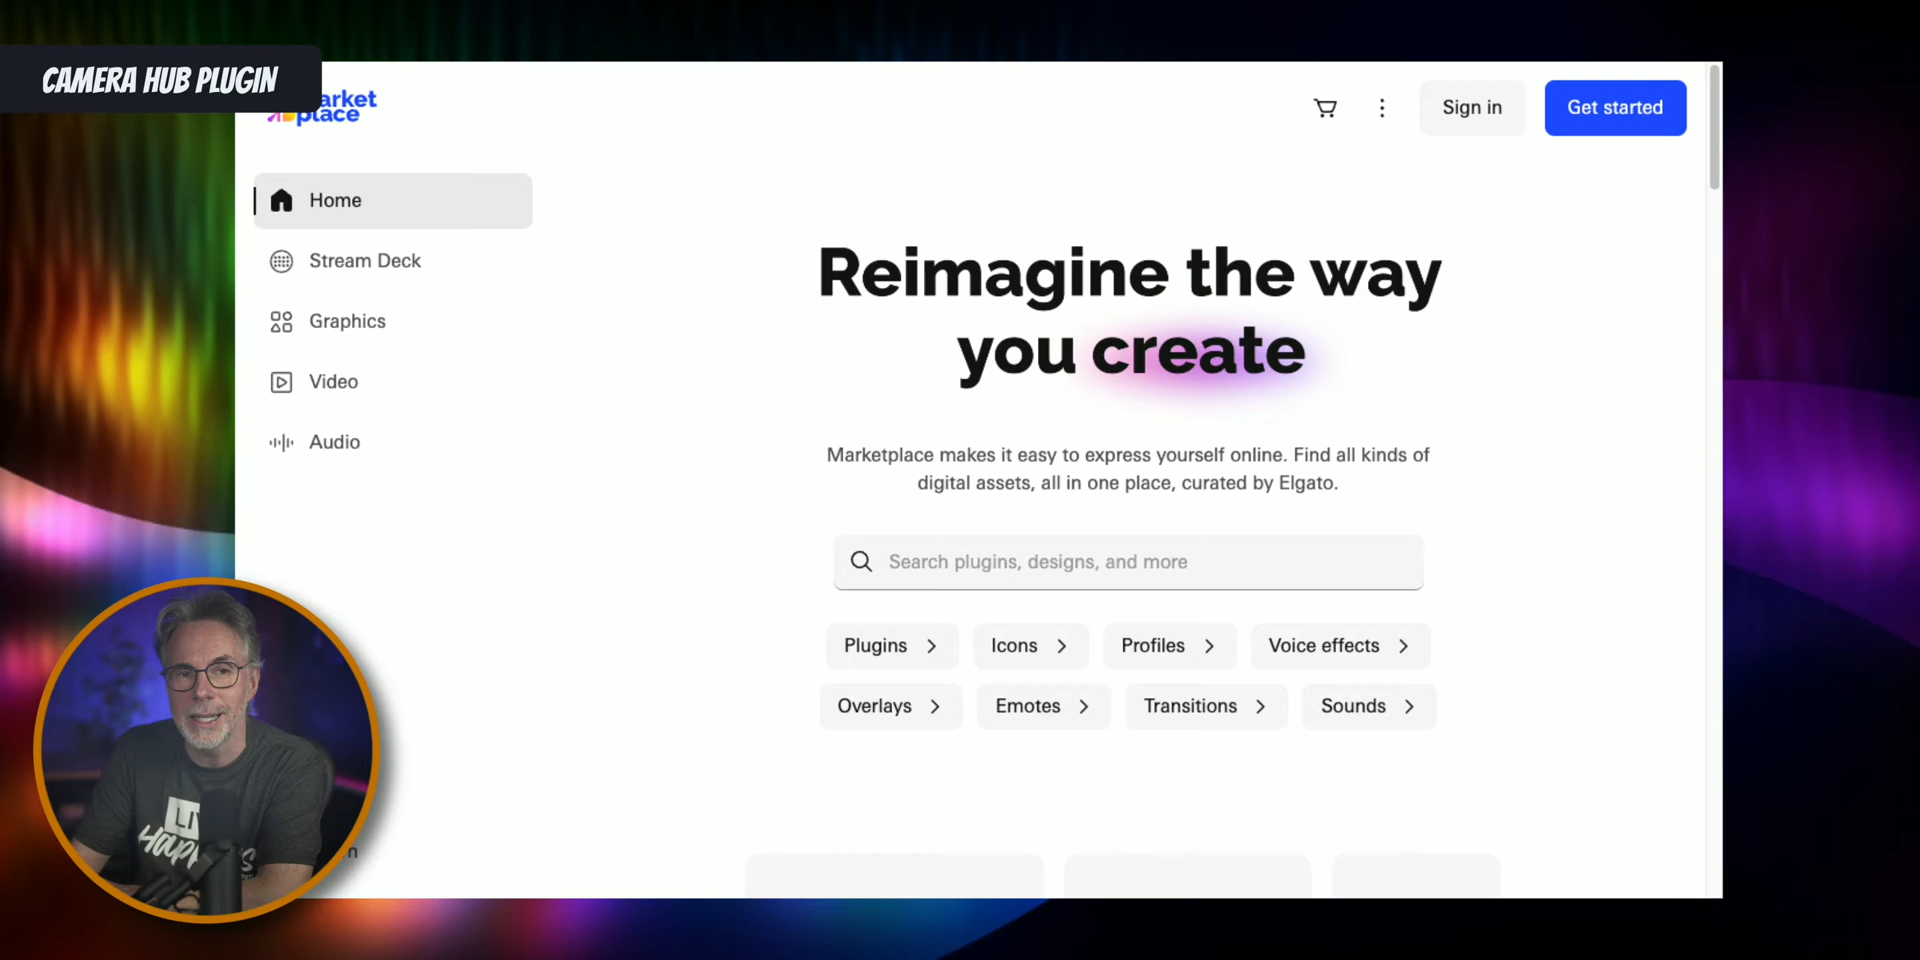 CAMERA HUB PLUGIN
arket
place
Sign in
Get started
Home
Stream Deck
Graphics
Video
Audio
Reimagine the way
you create
Marketplace makes it easy to express yourself online. Find all kinds of
digital assets, all in one place, curated by Elgato.
Search plugins, designs, and more
Plugins
Icons
Profiles
Voice effects
Overlays
Emotes
Transitions
Sounds